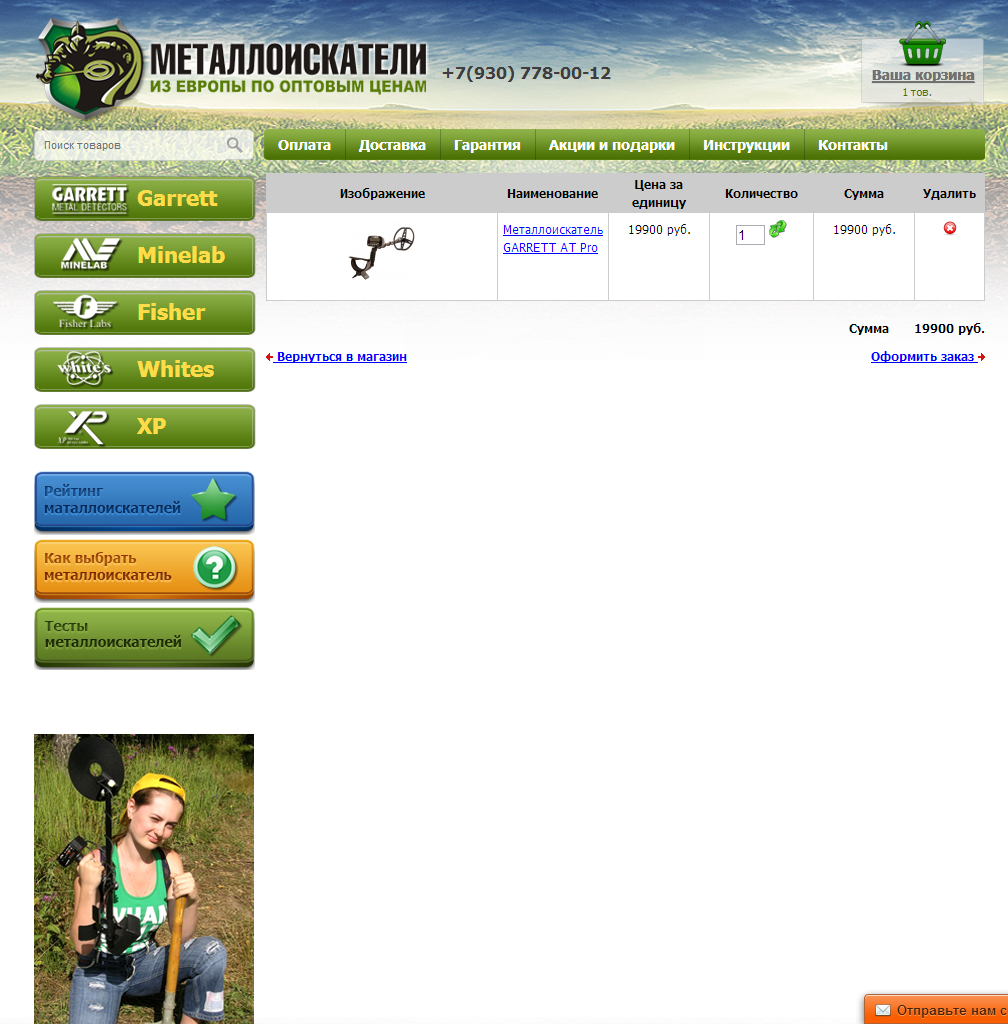 МЕТАЛЛОИСКАТЕЛИ
ИЗ ЕВРОПЫ ПО ОПТОВЫМ ЦЕНАМ
+7(930) 778-00-12
Ваша корзина
1 тов.
Поиск товаров
Оплата Доставка Гарантия Акции и подарки Инструкции Контакты
GARRETT
METAL DETECTORS
Garrett
MINELAB
Minelab
Fisher Labs
Fisher
White's
Whites
XP
XP
Рейтинг
маталлоискателей
Как выбрать
металлоискатель
Тесты
металлоискателей
Изображение Наименование Цена за единицу Количество Сумма Удалить
Металлоискатель
GARRETT AT Pro
19900 руб. 1 19900 руб.
Сумма 19900 руб.
Вернуться в магазин Оформить заказ
Отправьте нам с